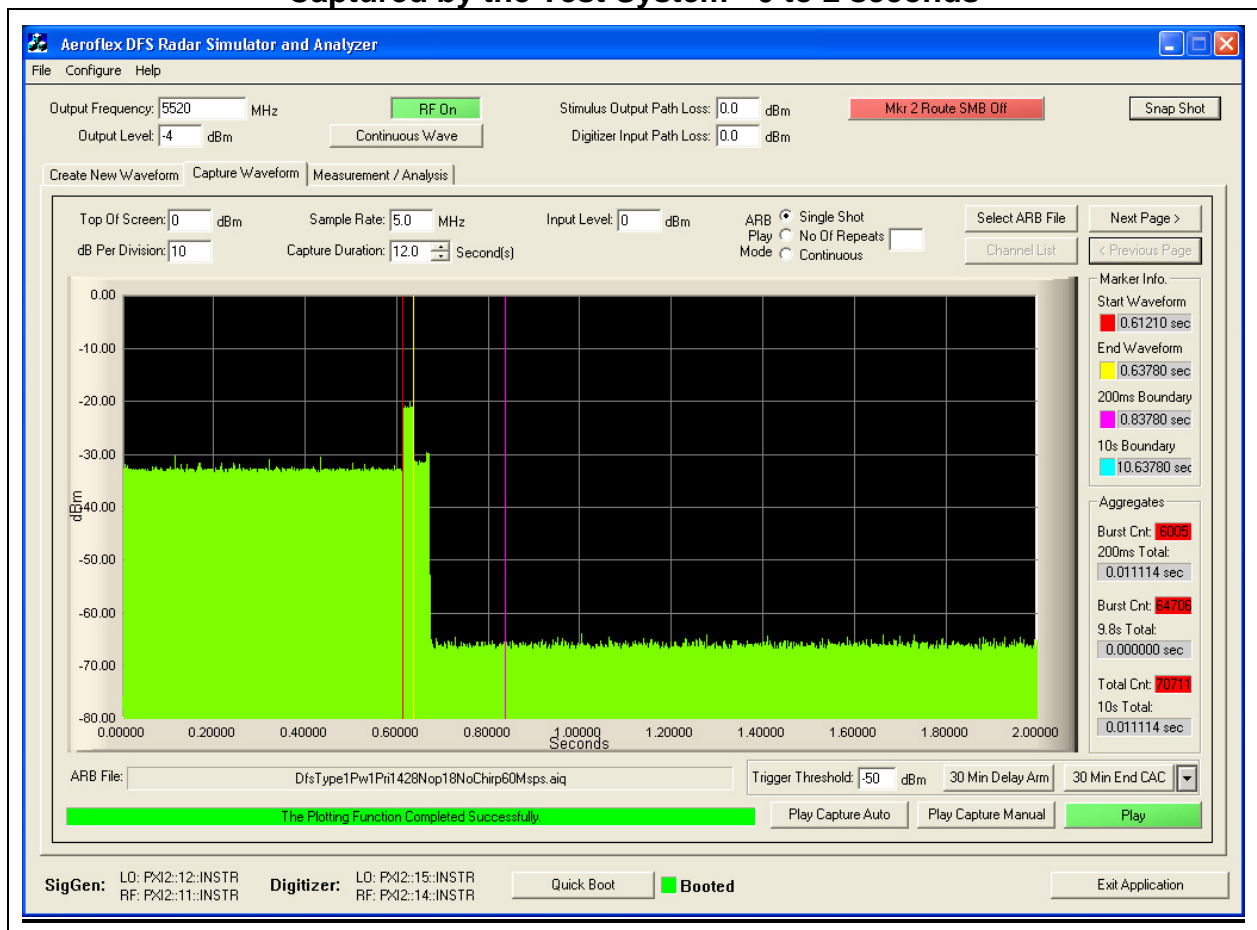 Aeroflex DFS Radar Simulator and Analyzer
File Configure Help
Output Frequency: 5520 MHz RF On Stimulus Output Path Loss: 0.0 dBm Mkr 2 Route SMB Off Snap Shot
Output Level: -4 dBm Continuous Wave Digitizer Input Path Loss: 0.0 dBm
Create New Waveform Capture Waveform Measurement / Analysis
Top Of Screen: 0 dBm Sample Rate: 5.0 MHz Input Level: 0 dBm ARB Play Mode Single Shot Select ARB File Next Page >
No Of Repeats
dB Per Division: 10 Capture Duration: 12.0 Second(s) Continuous Channel List < Previous Page
Marker Info.
Start Waveform
0.61210 sec
End Waveform
0.63780 sec
200ms Boundary
0.83780 sec
10s Boundary
10.63780 sec
Aggregates
Burst Cnt: 6005
200ms Total:
0.011114 sec
Burst Cnt: 64706
9.8s Total:
0.000000 sec
Total Cnt: 70711
10s Total:
0.011114 sec
0.00
-10.00
-20.00
-30.00
-40.00
-50.00
-60.00
-70.00
-80.00
dBm
0.00000 0.20000 0.40000 0.60000 0.80000 1.00000 1.20000 1.40000 1.60000 1.80000 2.00000
Seconds
ARB File: DfsType1Pw1Pri1428Nop18NoChirp60Msps.aiq Trigger Threshold: -50 dBm 30 Min Delay Arm 30 Min End CAC
The Plotting Function Completed Successfully. Play Capture Auto Play Capture Manual Play
SigGen: LO: PXI2::12::INSTR Digitizer: LO: PXI2::15::INSTR Quick Boot Booted Exit Application
RF: PXI2::11::INSTR RF: PXI2::14::INSTR